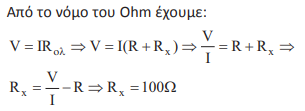 Από το νόμο του Ohm έχουμε:
V = IR_ολ ⇒ V = I(R + R_x) ⇒ V/I = R + R_x ⇒
R_x = V/I − R ⇒ R_x = 100Ω